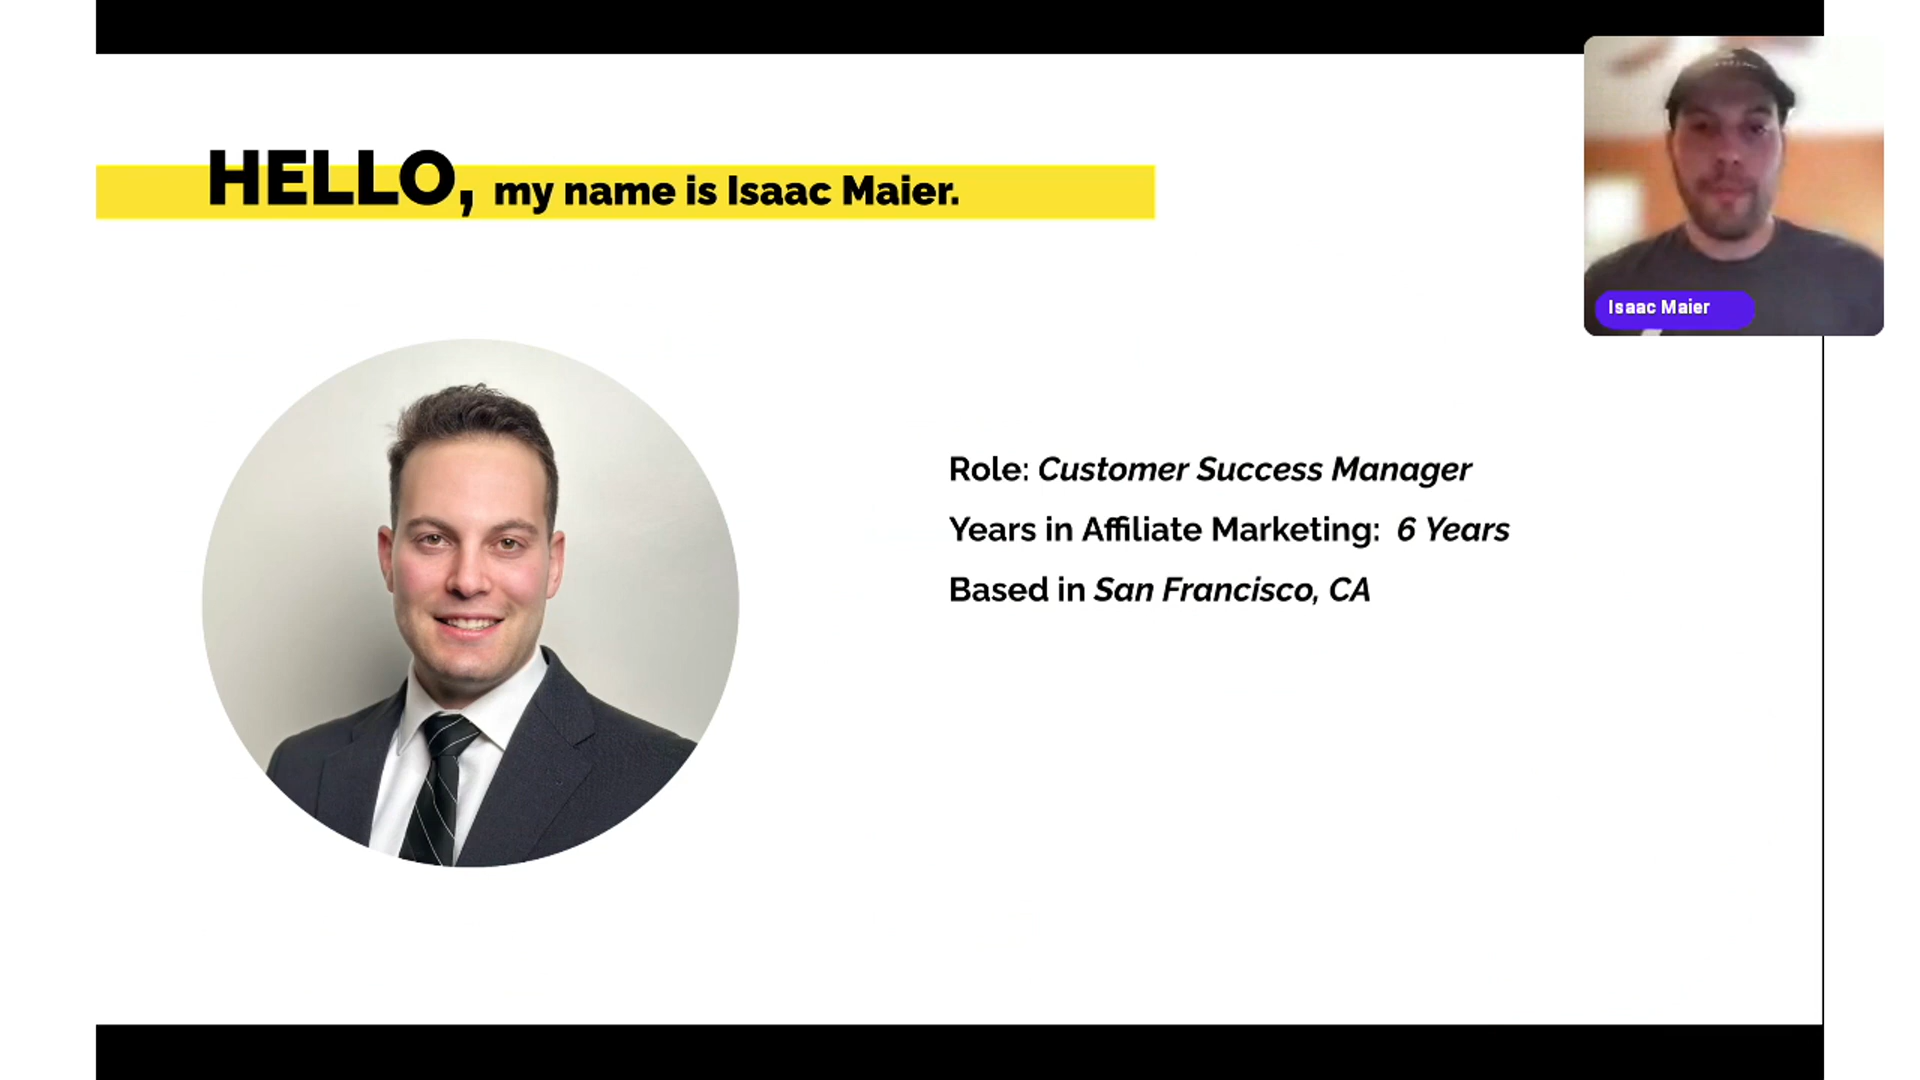 HELLO, my name is Isaac Maier.
Isaac Maier
Role: Customer Success Manager
Years in Affiliate Marketing: 6 Years
Based in San Francisco, CA